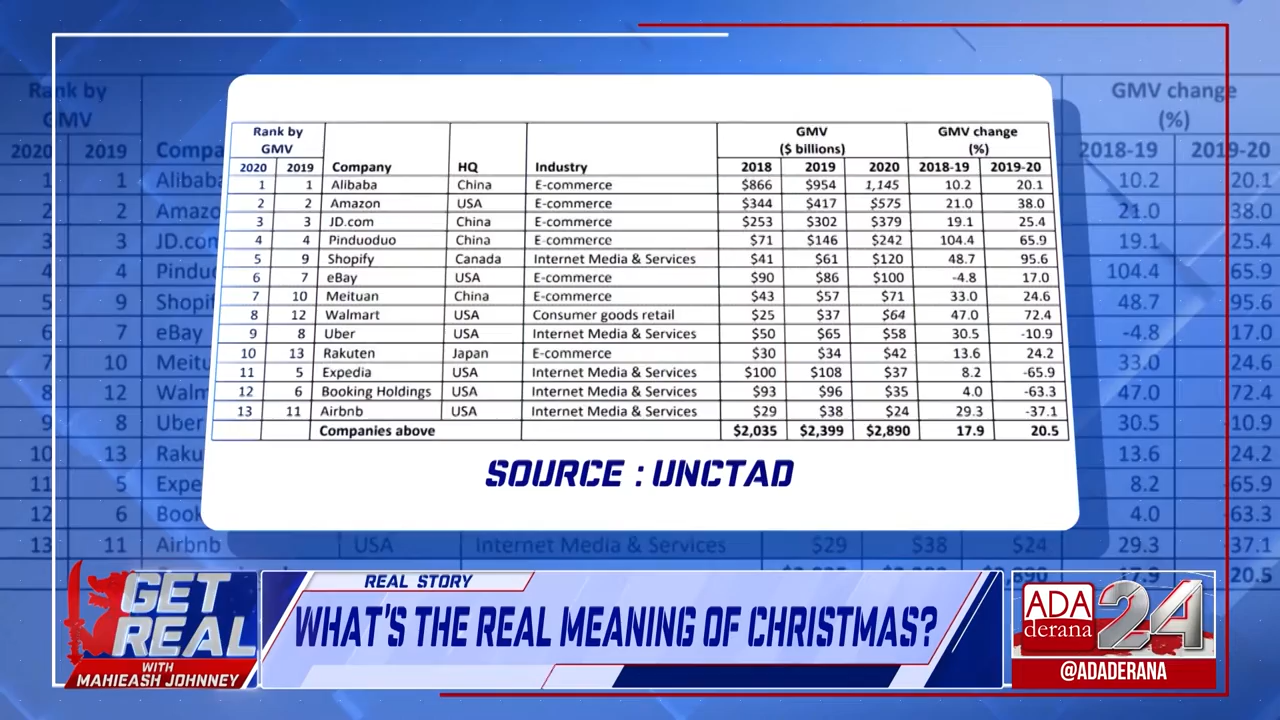 Rank by GMV GMV ($ billions) GMV change (%)
2020 2019 Company HQ Industry 2018 2019 2020 2018-19 2019-20
1 1 Alibaba China E-commerce $866 $954 1,145 10.2 20.1
2 2 Amazon USA E-commerce $344 $417 $575 21.0 38.0
3 3 JD.com China E-commerce $253 $302 $379 19.1 25.4
4 4 Pinduoduo China E-commerce $71 $146 $242 104.4 65.9
5 9 Shopify Canada Internet Media & Services $41 $61 $120 48.7 95.6
6 7 eBay USA E-commerce $90 $86 $100 -4.8 17.0
7 10 Meituan China E-commerce $43 $57 $71 33.0 24.6
8 12 Walmart USA Consumer goods retail $25 $37 $64 47.0 72.4
9 8 Uber USA Internet Media & Services $50 $65 $58 30.5 -10.9
10 13 Rakuten Japan E-commerce $30 $34 $42 13.6 24.2
11 5 Expedia USA Internet Media & Services $100 $108 $37 8.2 -65.9
12 6 Booking Holdings USA Internet Media & Services $93 $96 $35 4.0 -63.3
13 11 Airbnb USA Internet Media & Services $29 $38 $24 29.3 -37.1
Companies above $2,035 $2,399 $2,890 17.9 20.5
SOURCE : UNCTAD
REAL STORY
WHAT'S THE REAL MEANING OF CHRISTMAS?
GET
REAL
WITH
MAHIEASH JOHNNEY
ADA
derana
24
@ADADERANA